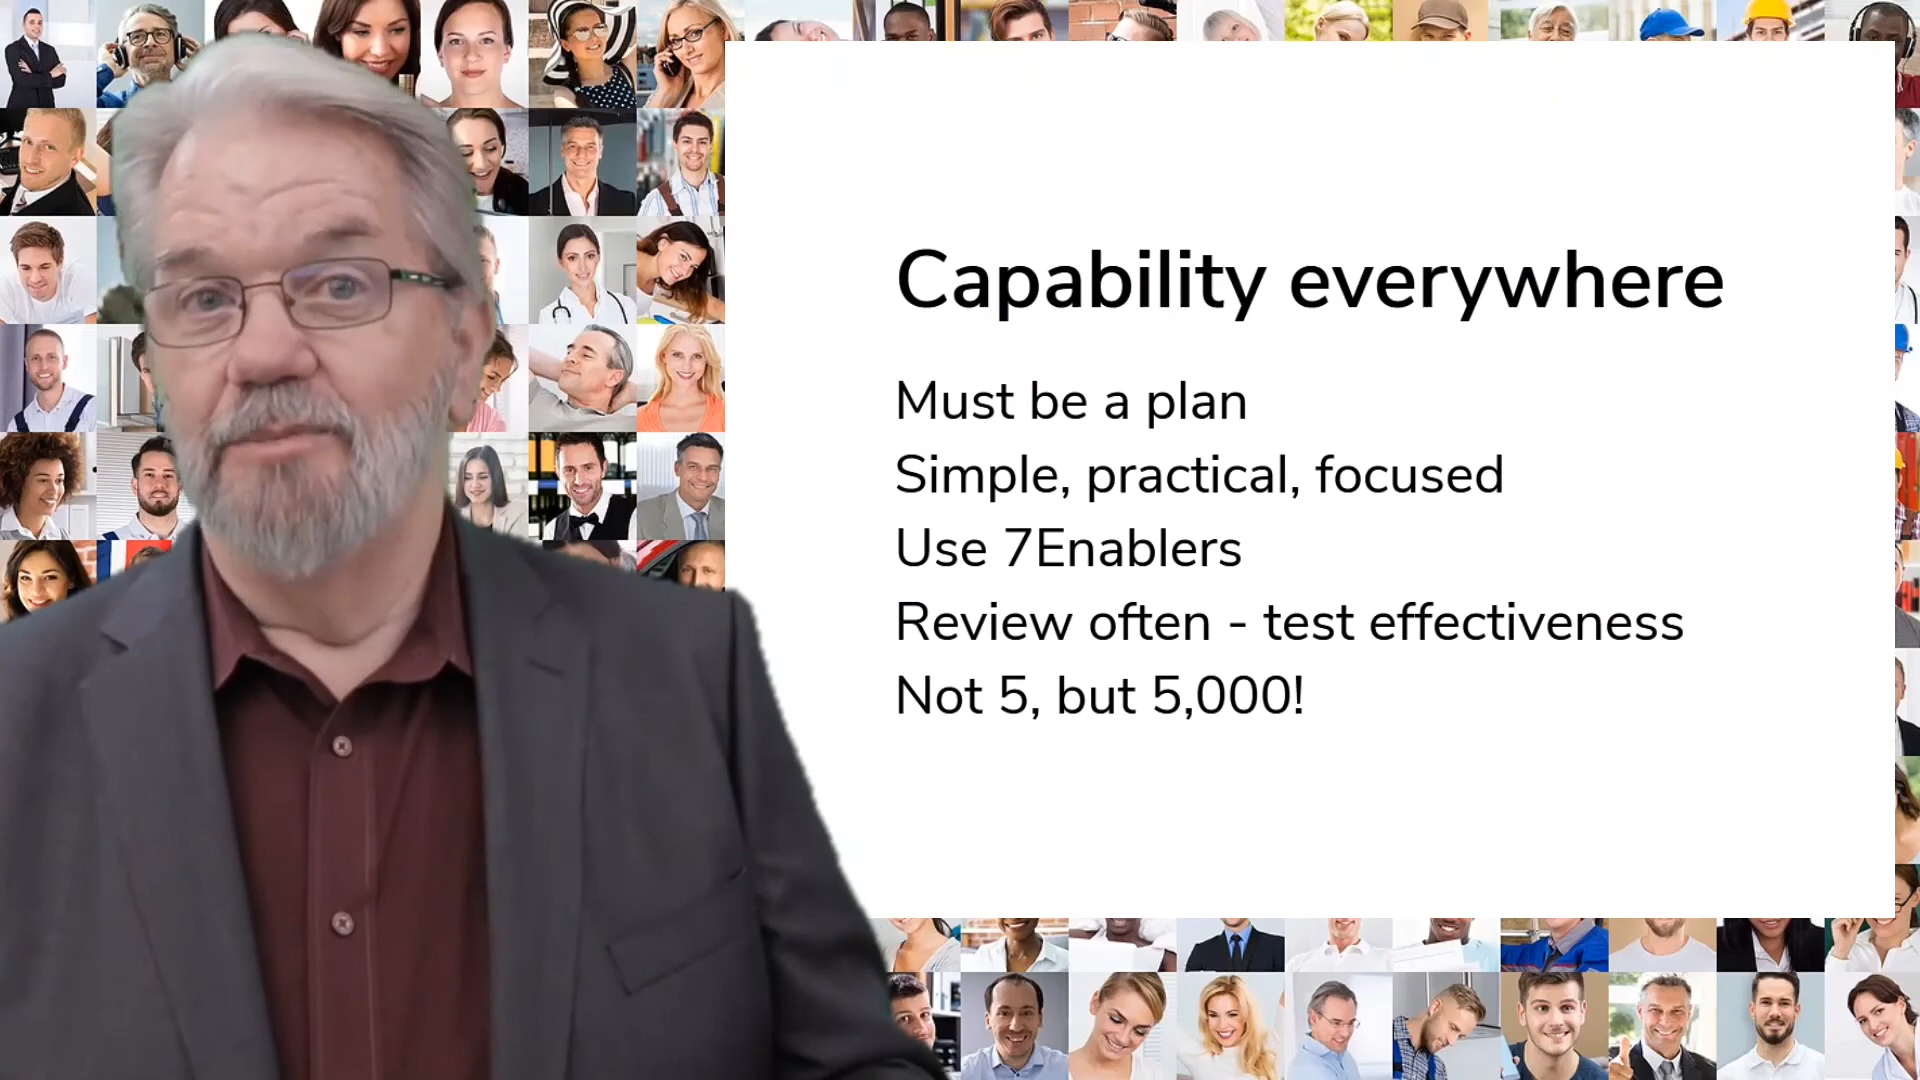 Capability everywhere
Must be a plan
Simple, practical, focused
Use 7Enablers
Review often - test effectiveness
Not 5, but 5,000!